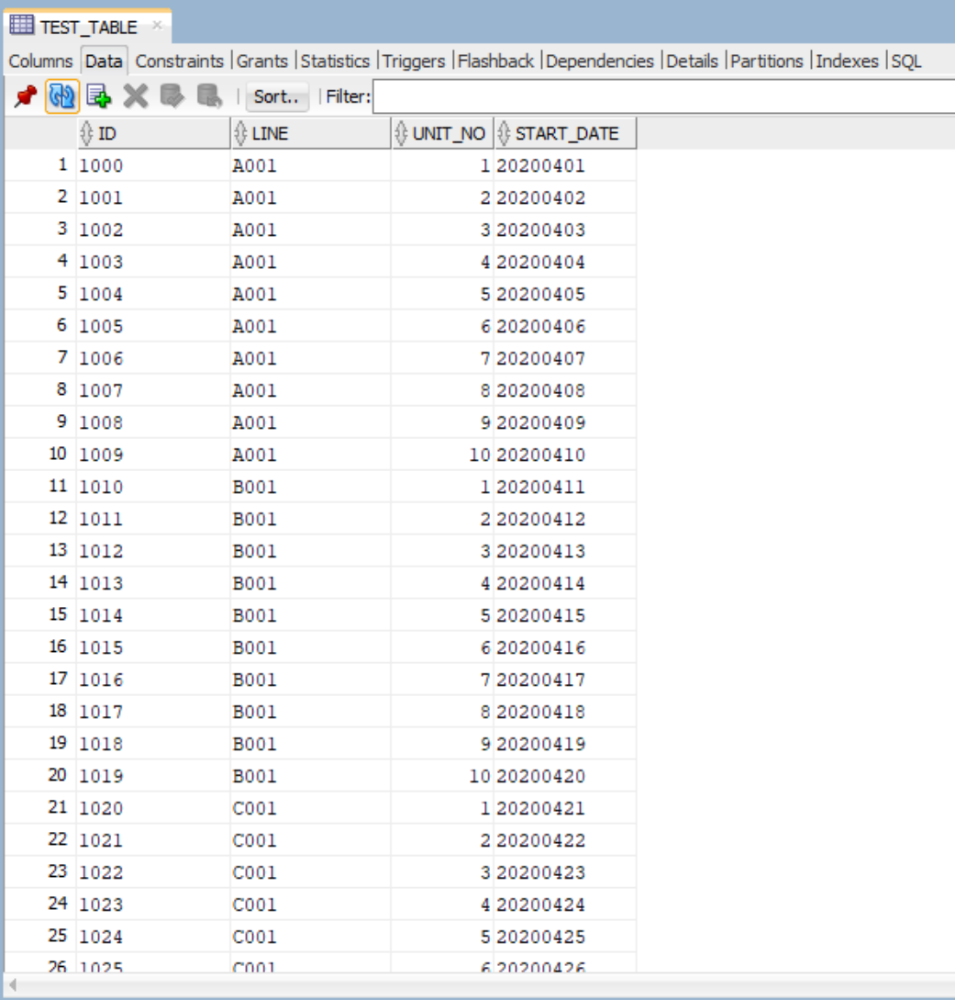 TEST_TABLE
Columns Data Constraints Grants Statistics Triggers Flashback Dependencies Details Partitions Indexes SQL
Sort.. Filter:
ID LINE UNIT_NO START_DATE
1 1000 A001 1 20200401
2 1001 A001 2 20200402
3 1002 A001 3 20200403
4 1003 A001 4 20200404
5 1004 A001 5 20200405
6 1005 A001 6 20200406
7 1006 A001 7 20200407
8 1007 A001 8 20200408
9 1008 A001 9 20200409
10 1009 A001 10 20200410
11 1010 B001 1 20200411
12 1011 B001 2 20200412
13 1012 B001 3 20200413
14 1013 B001 4 20200414
15 1014 B001 5 20200415
16 1015 B001 6 20200416
17 1016 B001 7 20200417
18 1017 B001 8 20200418
19 1018 B001 9 20200419
20 1019 B001 10 20200420
21 1020 C001 1 20200421
22 1021 C001 2 20200422
23 1022 C001 3 20200423
24 1023 C001 4 20200424
25 1024 C001 5 20200425
26 1025 C001 6 20200426